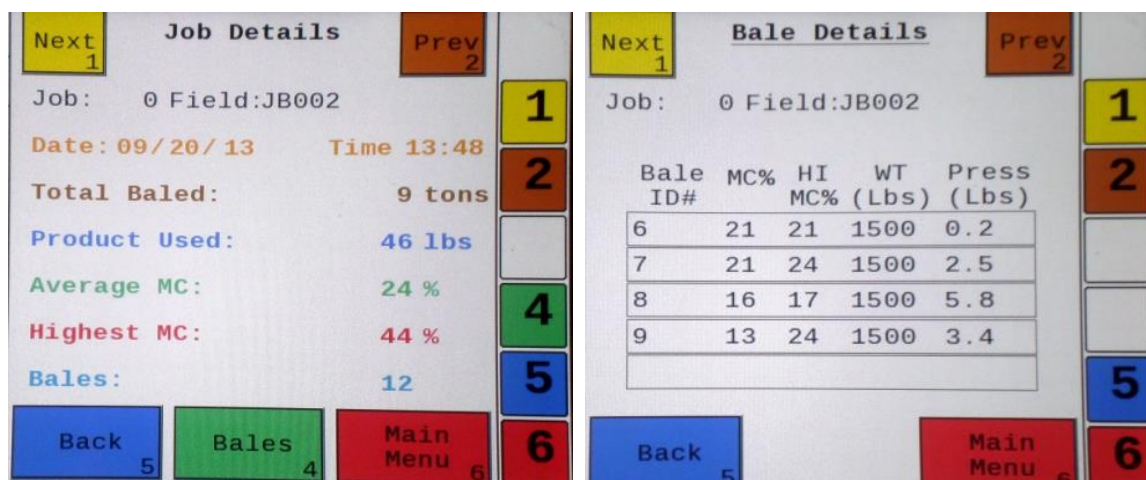 Next
1
Job Details
Prev
2
Job: 0 Field:JB002
Date: 09/20/13 Time 13:48
Total Baled: 9 tons
Product Used: 46 lbs
Average MC: 24 %
Highest MC: 44 %
Bales: 12
Back
5
Bales
4
Main
Menu
6
1
2
4
5
6
Next
1
Bale Details
Prev
2
Job: 0 Field:JB002
Bale MC% HI WT Press
ID# MC% (Lbs) (Lbs)
6 21 21 1500 0.2
7 21 24 1500 2.5
8 16 17 1500 5.8
9 13 24 1500 3.4
Back
5
Main
Menu
6
1
2
5
6